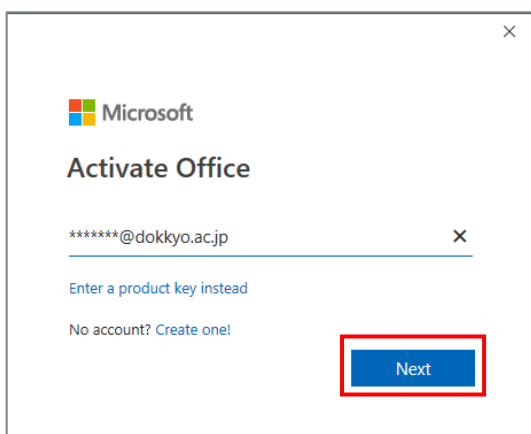 Microsoft
Activate Office
*******@dokkyo.ac.jp
Enter a product key instead
No account? Create one!
Next